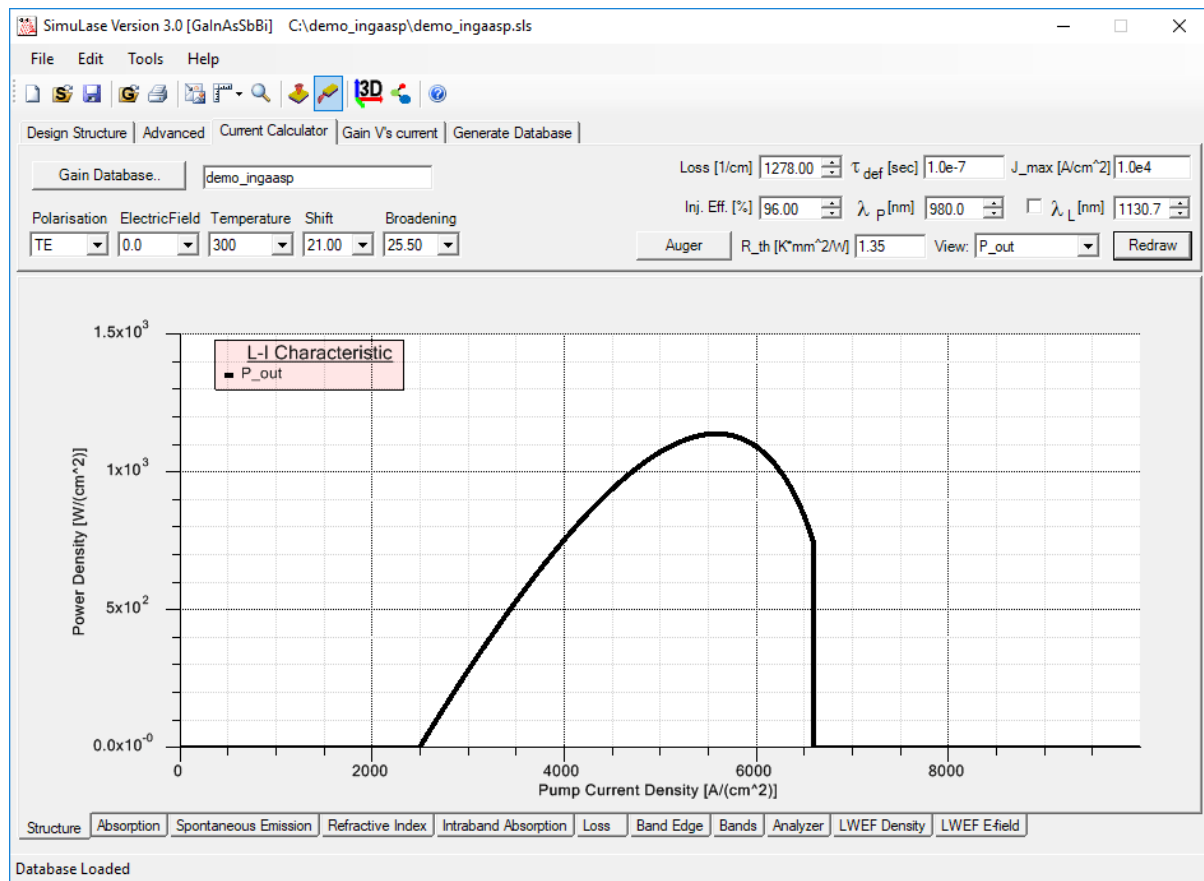 SimuLase Version 3.0 [GaInAsSbBi] C:\demo_ingaasp\demo_ingaasp.sls
File Edit Tools Help
S G 3D ?
Design Structure Advanced Current Calculator Gain V's current Generate Database
Gain Database.. demo_ingaasp Loss [1/cm] 1278.00 τ def [sec] 1.0e-7 J_max [A/cm^2] 1.0e4
Inj. Eff. [%] 96.00 λ P [nm] 980.0 λ L [nm] 1130.7
Polarisation ElectricField Temperature Shift Broadening
TE 0.0 300 21.00 25.50 Auger R_th [K*mm^2/W] 1.35 View: P_out Redraw
1.5x10^3
L-I Characteristic
P_out
1x10^3
5x10^2
0.0x10^-0
Power Density [W/(cm^2)]
0 2000 4000 6000 8000
Pump Current Density [A/(cm^2)]
Structure Absorption Spontaneous Emission Refractive Index Intraband Absorption Loss Band Edge Bands Analyzer LWEF Density LWEF E-field
Database Loaded